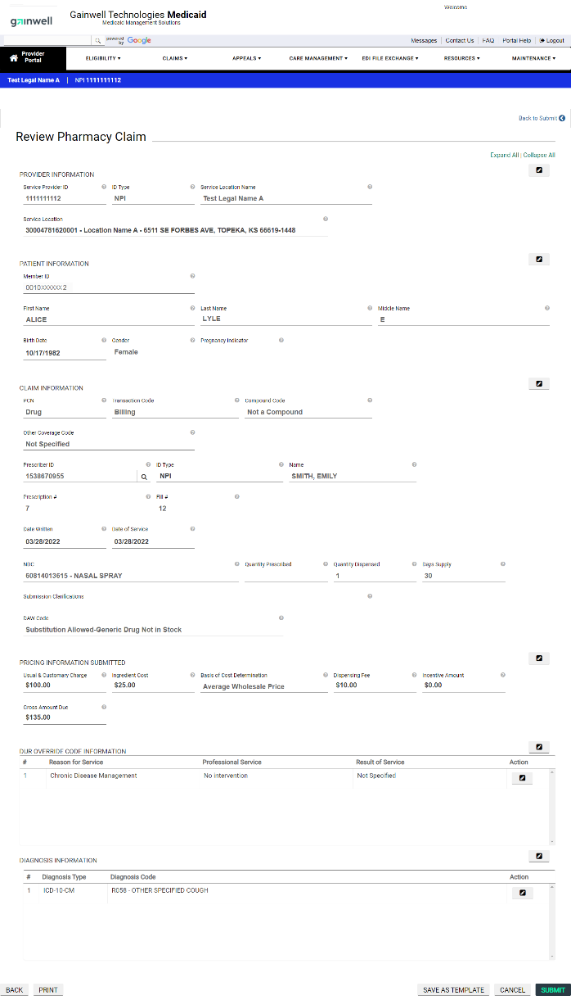 gainwell
Gainwell Technologies Medicaid
Medicaid Management Solutions
Welcome
powered by Google
Messages | Contact Us | FAQ | Portal Help | Logout
Provider Portal
ELIGIBILITY ▾ CLAIMS ▾ APPEALS ▾ CARE MANAGEMENT ▾ EDI FILE EXCHANGE ▾ RESOURCES ▾ MAINTENANCE ▾
Test Legal Name A | NPI 1111111112
Back to Submit
Review Pharmacy Claim
Expand All | Collapse All
PROVIDER INFORMATION
Service Provider ID ID Type Service Location Name
1111111112 NPI Test Legal Name A
Service Location
30004781620001 - Location Name A - 6511 SE FORBES AVE, TOPEKA, KS 66619-1448
PATIENT INFORMATION
Member ID
0010XXXXXX2
First Name Last Name Middle Name
ALICE LYLE E
Birth Date Gender Pregnancy Indicator
10/17/1982 Female
CLAIM INFORMATION
PCN Transaction Code Compound Code
Drug Billing Not a Compound
Other Coverage Code
Not Specified
Prescriber ID ID Type Name
1538670955 NPI SMITH, EMILY
Prescription # Fill #
7 12
Date Written Date of Service
03/28/2022 03/28/2022
NDC Quantity Prescribed Quantity Dispensed Days Supply
60814013615 - NASAL SPRAY 1 30
Submission Clarifications
DAW Code
Substitution Allowed-Generic Drug Not in Stock
PRICING INFORMATION SUBMITTED
Usual & Customary Charge Ingredient Cost Basis of Cost Determination Dispensing Fee Incentive Amount
$100.00 $25.00 Average Wholesale Price $10.00 $0.00
Gross Amount Due
$135.00
DUR OVERRIDE CODE INFORMATION
# Reason for Service Professional Service Result of Service Action
1 Chronic Disease Management No intervention Not Specified
DIAGNOSIS INFORMATION
# Diagnosis Type Diagnosis Code Action
1 ICD-10-CM R058 - OTHER SPECIFIED COUGH
BACK PRINT SAVE AS TEMPLATE CANCEL SUBMIT